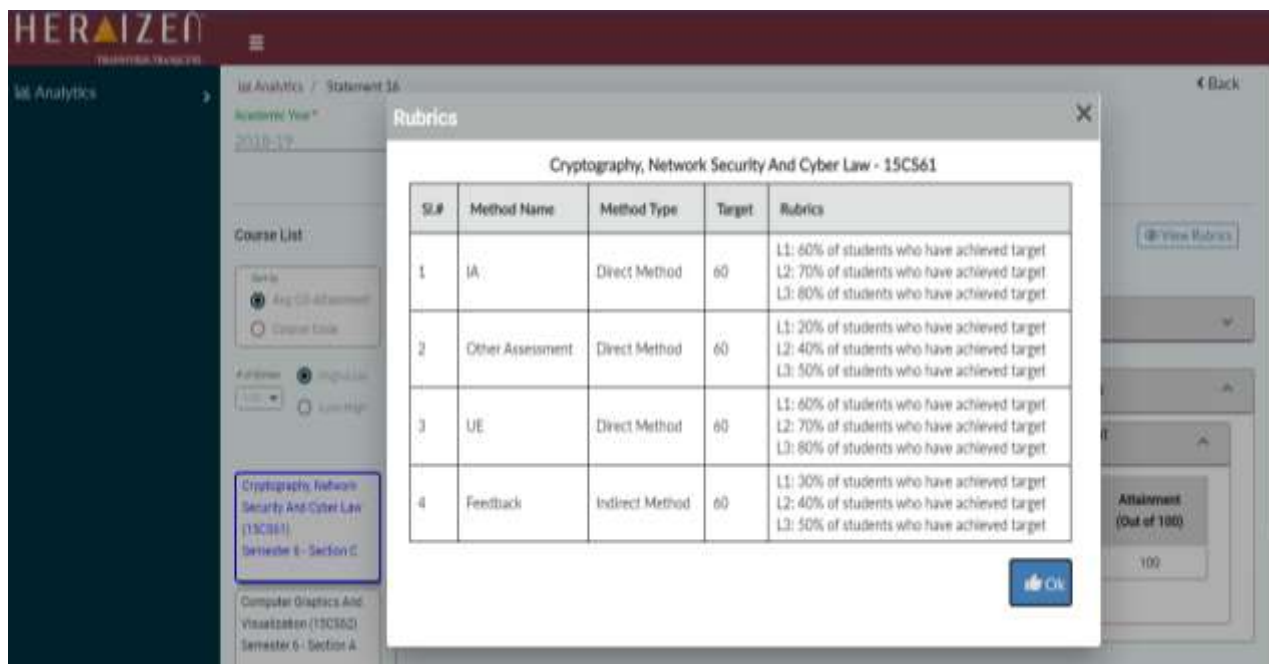 HERAIZEN
Analytics
Analytics / Statement 16
Back
Academic Year*
2018-19
Course List
View Rubrics
Sort by
Avg CO Attainment
Course Code
Cryptography, Network
Security And Cyber Law
(15CS61)
Semester 6 - Section C
Computer Graphics And
Visualization (15CS62)
Semester 6 - Section A
Rubrics
Cryptography, Network Security And Cyber Law - 15CS61
Sl.# Method Name Method Type Target Rubrics
1 IA Direct Method 60
L1: 60% of students who have achieved target
L2: 70% of students who have achieved target
L3: 80% of students who have achieved target
2 Other Assessment Direct Method 60
L1: 20% of students who have achieved target
L2: 40% of students who have achieved target
L3: 50% of students who have achieved target
3 UE Direct Method 60
L1: 60% of students who have achieved target
L2: 70% of students who have achieved target
L3: 80% of students who have achieved target
4 Feedback Indirect Method 60
L1: 30% of students who have achieved target
L2: 40% of students who have achieved target
L3: 50% of students who have achieved target
Ok
Attainment
(Out of 100)
100